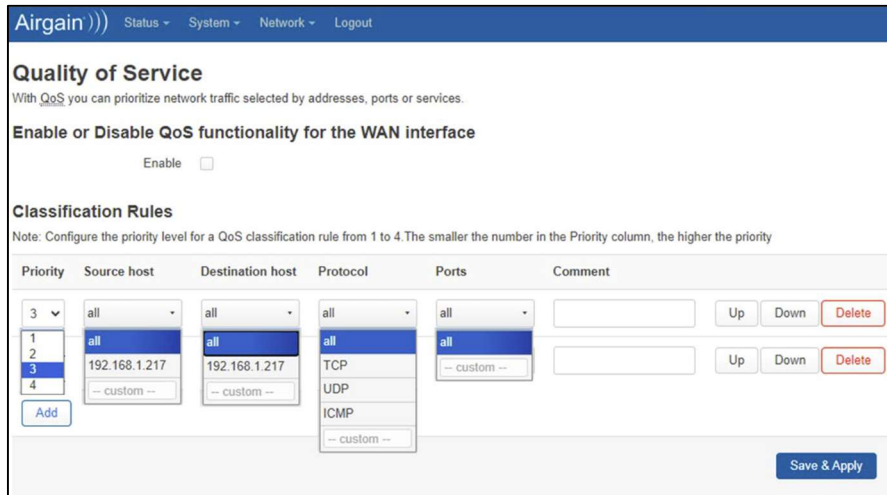 Airgain))) Status System Network Logout
Quality of Service
With QoS you can prioritize network traffic selected by addresses, ports or services.
Enable or Disable QoS functionality for the WAN interface
Enable
Classification Rules
Note: Configure the priority level for a QoS classification rule from 1 to 4.The smaller the number in the Priority column, the higher the priority
Priority Source host Destination host Protocol Ports Comment
3 all all all all Up Down Delete
1 all all all all
2 192.168.1.217 192.168.1.217 TCP -- custom -- Up Down Delete
3
4 -- custom -- -- custom -- UDP
Add ICMP
-- custom --
Save & Apply